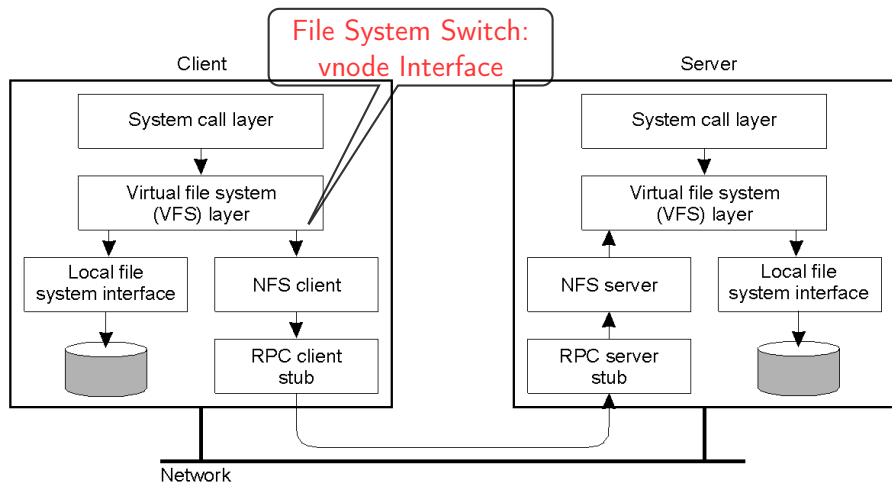 File System Switch:
vnode Interface
Client
System call layer
Virtual file system
(VFS) layer
Local file
system interface
NFS client
RPC client
stub
Server
System call layer
Virtual file system
(VFS) layer
NFS server
Local file
system interface
RPC server
stub
Network